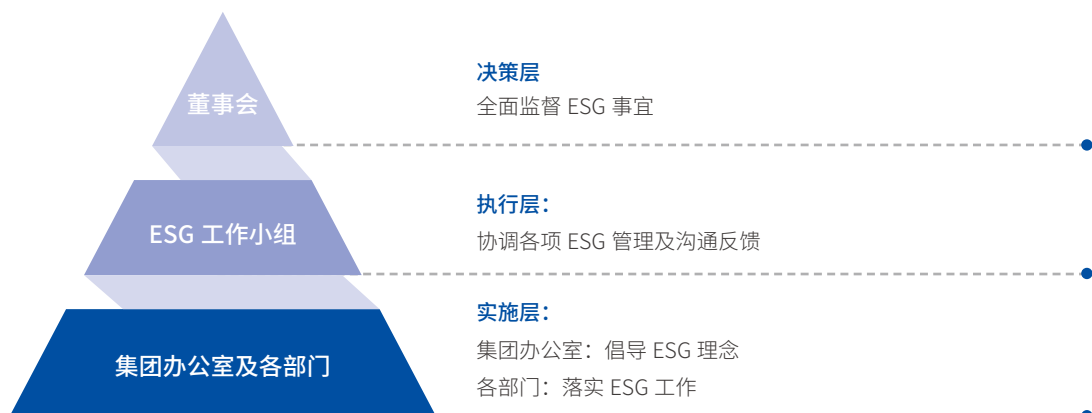 董事会
决策层
全面监督 ESG 事宜
ESG 工作小组
执行层：
协调各项 ESG 管理及沟通反馈
集团办公室及各部门
实施层：
集团办公室：倡导 ESG 理念
各部门：落实 ESG 工作